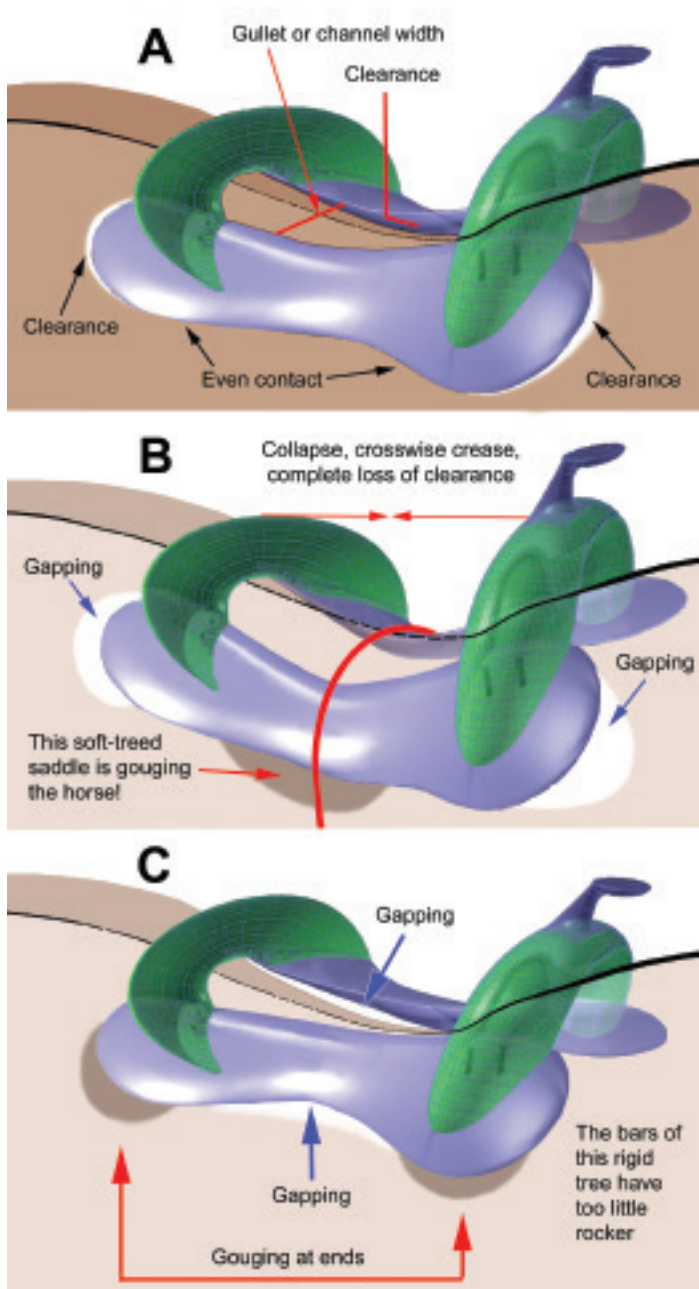 A
Gullet or channel width
Clearance
Clearance
Even contact
Clearance
B
Collapse, crosswise crease,
complete loss of clearance
Gapping
Gapping
This soft-treed
saddle is gouging
the horse!
C
Gapping
Gapping
The bars of
this rigid
tree have
too little
rocker
Gouging at ends